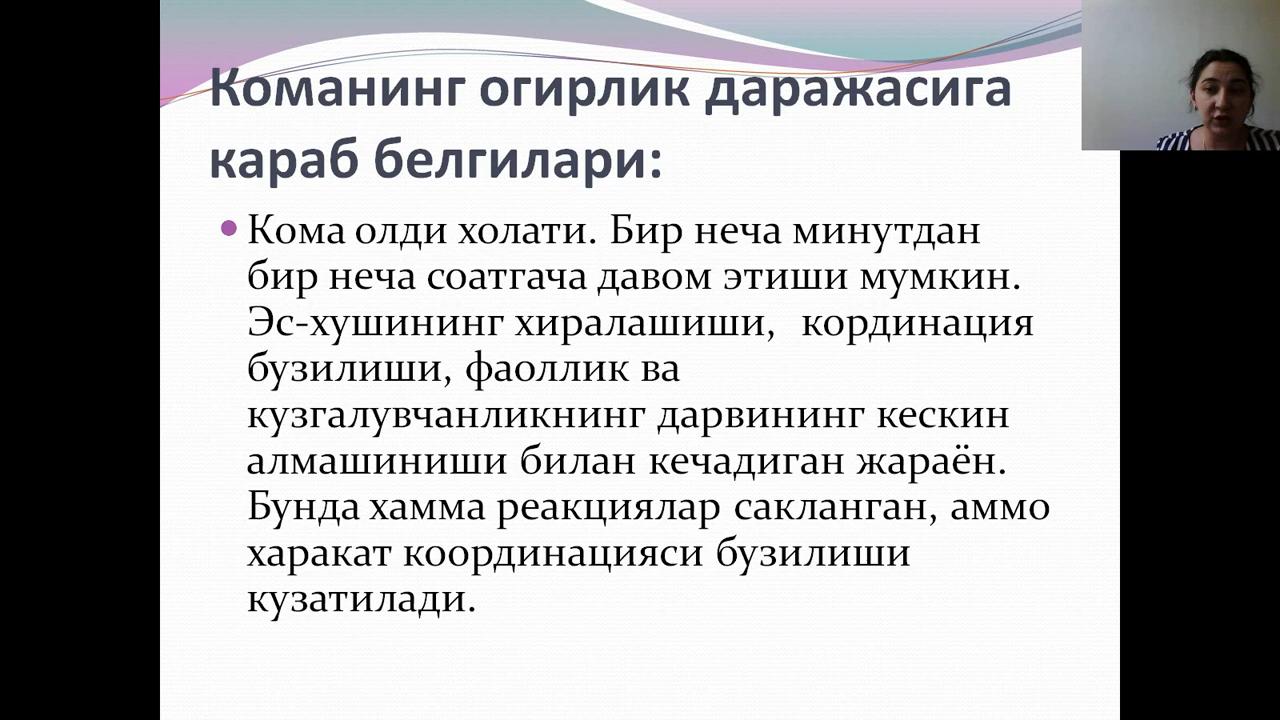 Команинг огирлик даражасига
караб белгилари:
Кома олди холати. Бир неча минутдан
бир неча соатгача давом этиши мумкин.
Эс-хушининг хиралашиши, кординация
бузилиши, фаоллик ва
кузгалувчанликнинг дарвининг кескин
алмашиниши билан кечадиган жараён.
Бунда хамма реакциялар сакланган, аммо
харакат координацияси бузилиши
кузатилади.